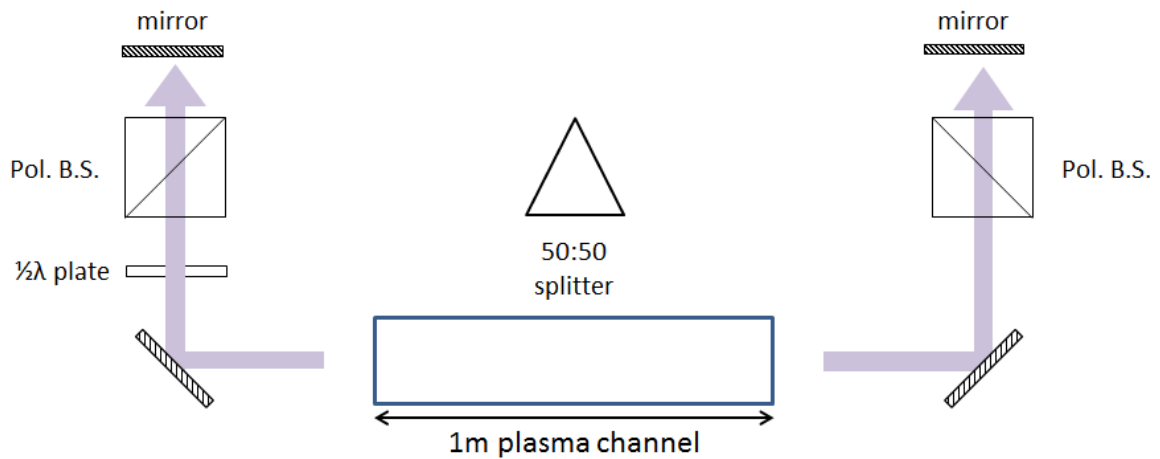 mirror
mirror
Pol. B.S.
Pol. B.S.
50:50
splitter
½λ plate
1m plasma channel